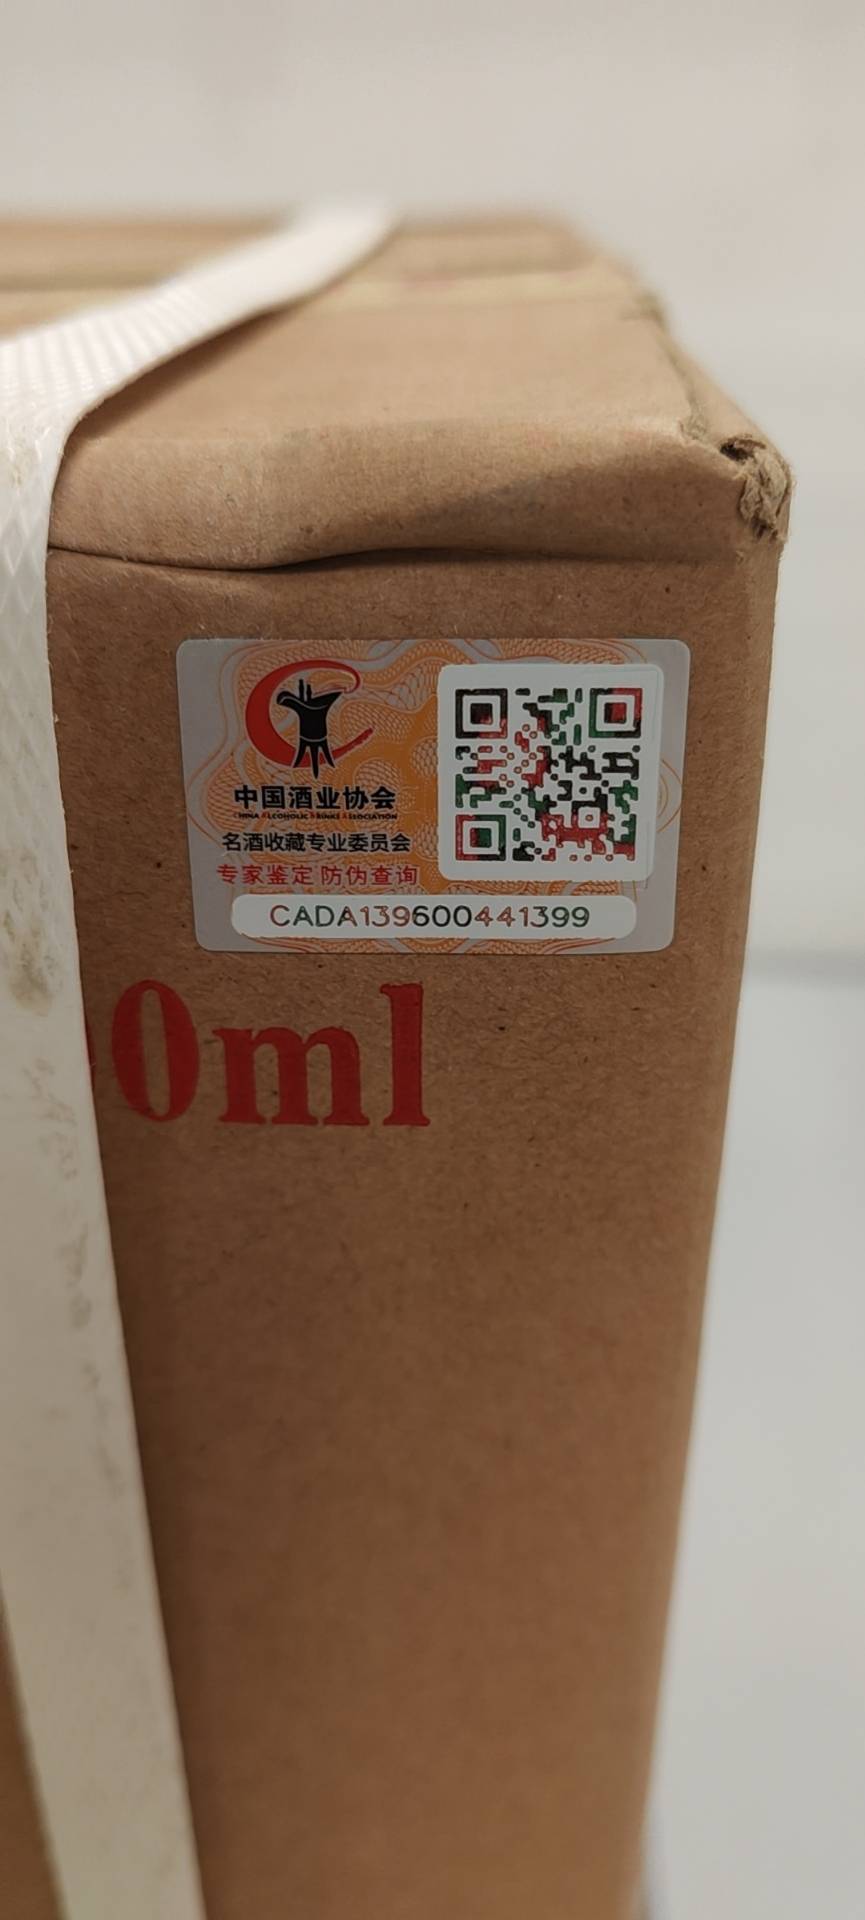 中国酒业协会
CHINA ALCOHOLIC DRINKS ASSOCIATION
名酒收藏专业委员会
专家鉴定 防伪查询
CADA139600441399
0ml